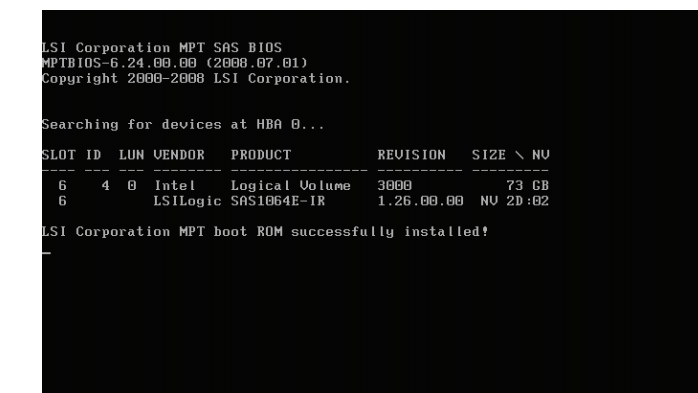 LSI Corporation MPT SAS BIOS
MPTBIOS-6.24.00.00 (2008.07.01)
Copyright 2000-2008 LSI Corporation.
Searching for devices at HBA 0...
SLOT ID LUN VENDOR PRODUCT REVISION SIZE \ NV
---- --- --- -------- ---------------- ---------- ---------
6 4 0 Intel Logical Volume 3000 73 GB
6 LSILogic SAS1064E-IR 1.26.00.00 NV 2D:02
LSI Corporation MPT boot ROM successfully installed!
_